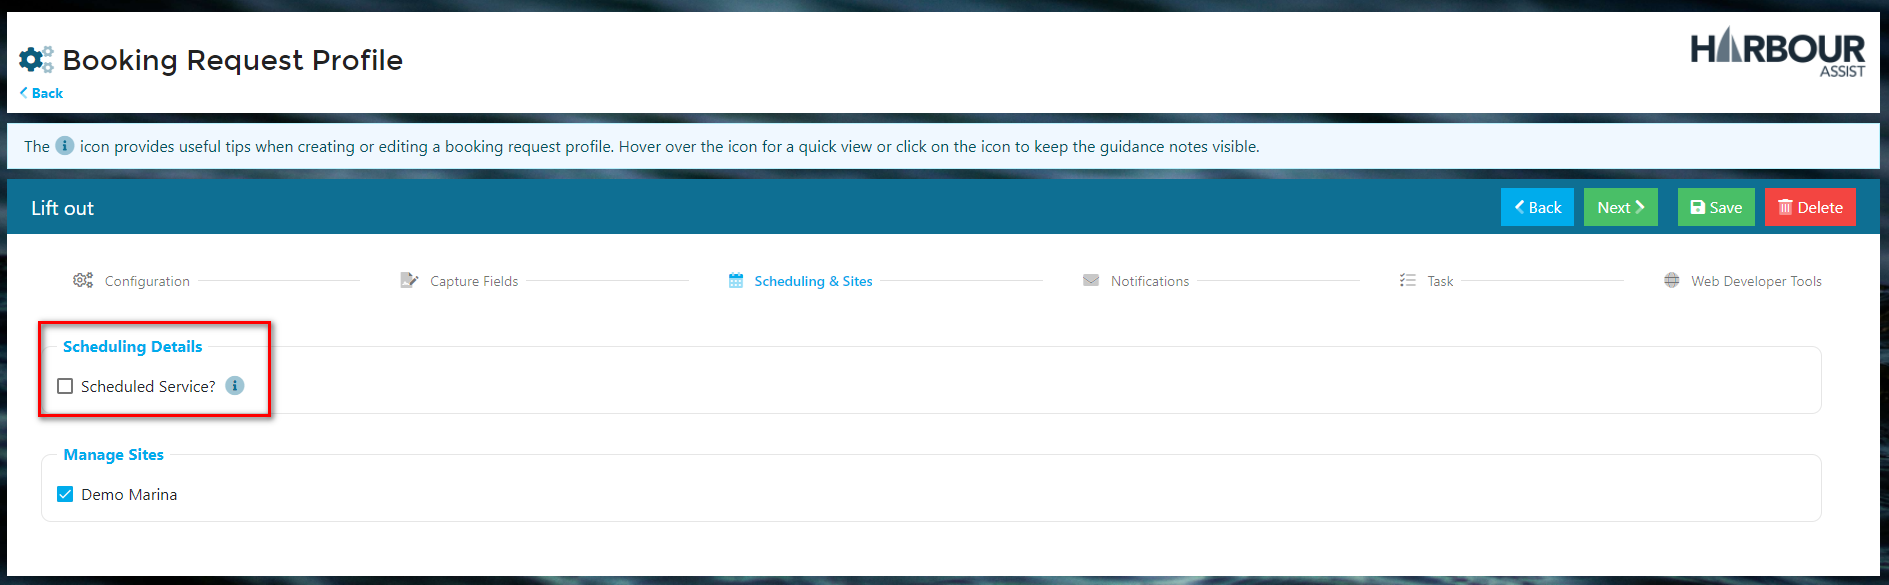 Booking Request Profile
HARBOUR
ASSIST
Back
The i icon provides useful tips when creating or editing a booking request profile. Hover over the icon for a quick view or click on the icon to keep the guidance notes visible.
Lift out
Back Next Save Delete
Configuration Capture Fields Scheduling & Sites Notifications Task Web Developer Tools
Scheduling Details
Scheduled Service? i
Manage Sites
Demo Marina